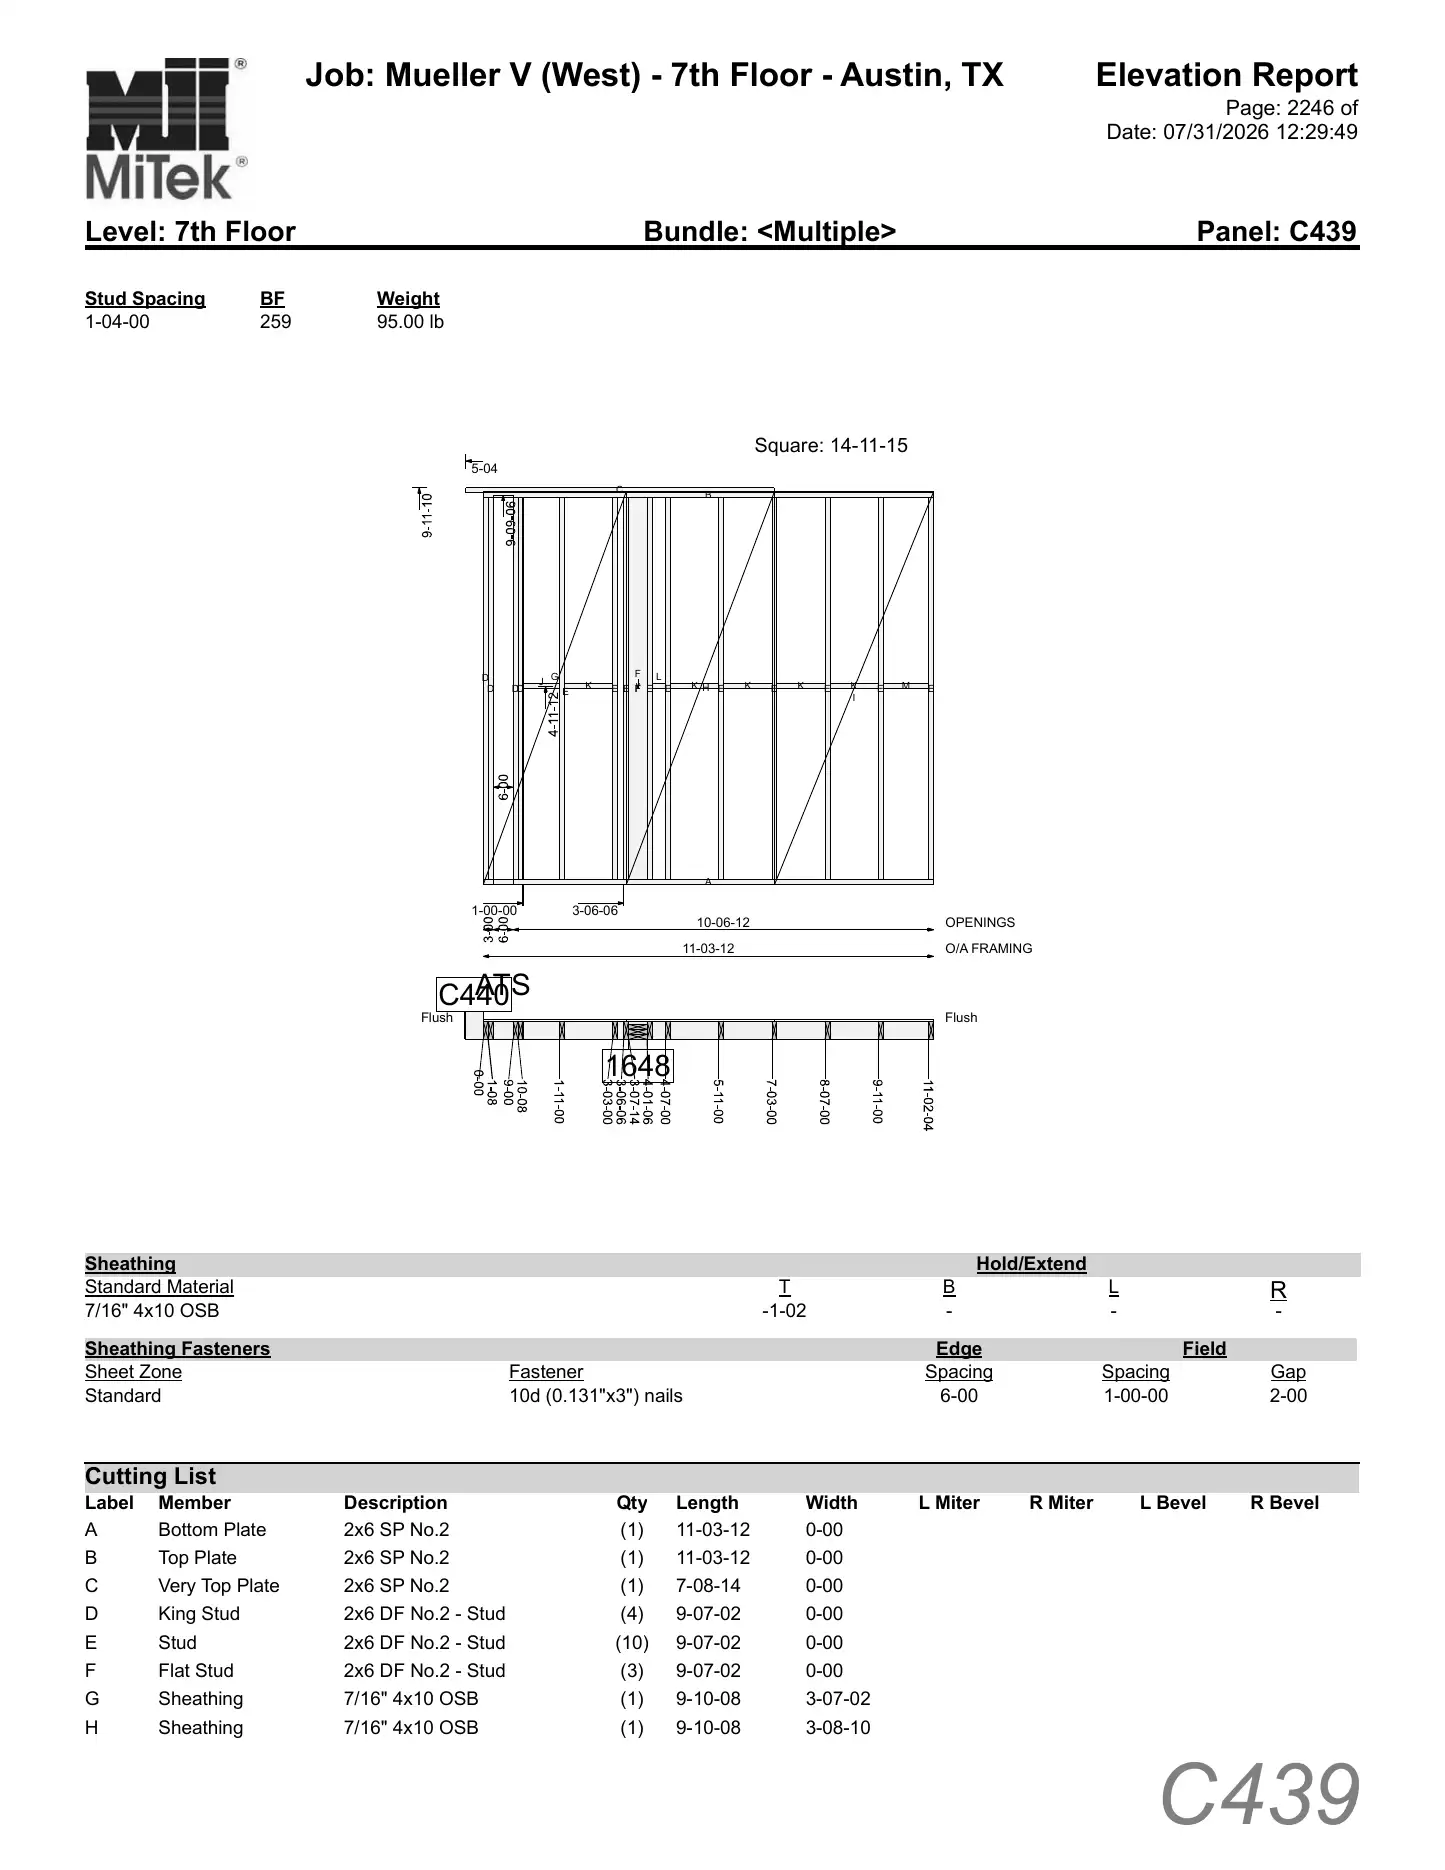 Job: Mueller V (West) - 7th Floor - Austin, TX
Elevation Report
Page: 2246 of
Date: 07/31/2026 12:29:49
MiTek®
Level: 7th Floor Bundle: <Multiple> Panel: C439
Stud Spacing BF Weight
1-04-00 259 95.00 lb
Square: 14-11-15
5-04
9-11-10
9-09-06
C
B
D
D
D
J
G
E
K
F
F
L
K
H
K
K
K
I
M
4-11-12
6-00
A
1-00-00 3-06-06
3-00
6-00
10-06-12 OPENINGS
11-03-12 O/A FRAMING
ATS
C440
Flush Flush
1648
0-00
1-08
9-00
10-08
1-11-00
3-03-00
3-06-06
3-07-14
4-01-06
4-07-00
5-11-00
7-03-00
8-07-00
9-11-00
11-02-04
Sheathing Hold/Extend
Standard Material T B L R
7/16" 4x10 OSB -1-02 - - -
Sheathing Fasteners Edge Field
Sheet Zone Fastener Spacing Spacing Gap
Standard 10d (0.131"x3") nails 6-00 1-00-00 2-00
Cutting List
Label Member Description Qty Length Width L Miter R Miter L Bevel R Bevel
A Bottom Plate 2x6 SP No.2 (1) 11-03-12 0-00
B Top Plate 2x6 SP No.2 (1) 11-03-12 0-00
C Very Top Plate 2x6 SP No.2 (1) 7-08-14 0-00
D King Stud 2x6 DF No.2 - Stud (4) 9-07-02 0-00
E Stud 2x6 DF No.2 - Stud (10) 9-07-02 0-00
F Flat Stud 2x6 DF No.2 - Stud (3) 9-07-02 0-00
G Sheathing 7/16" 4x10 OSB (1) 9-10-08 3-07-02
H Sheathing 7/16" 4x10 OSB (1) 9-10-08 3-08-10
C439